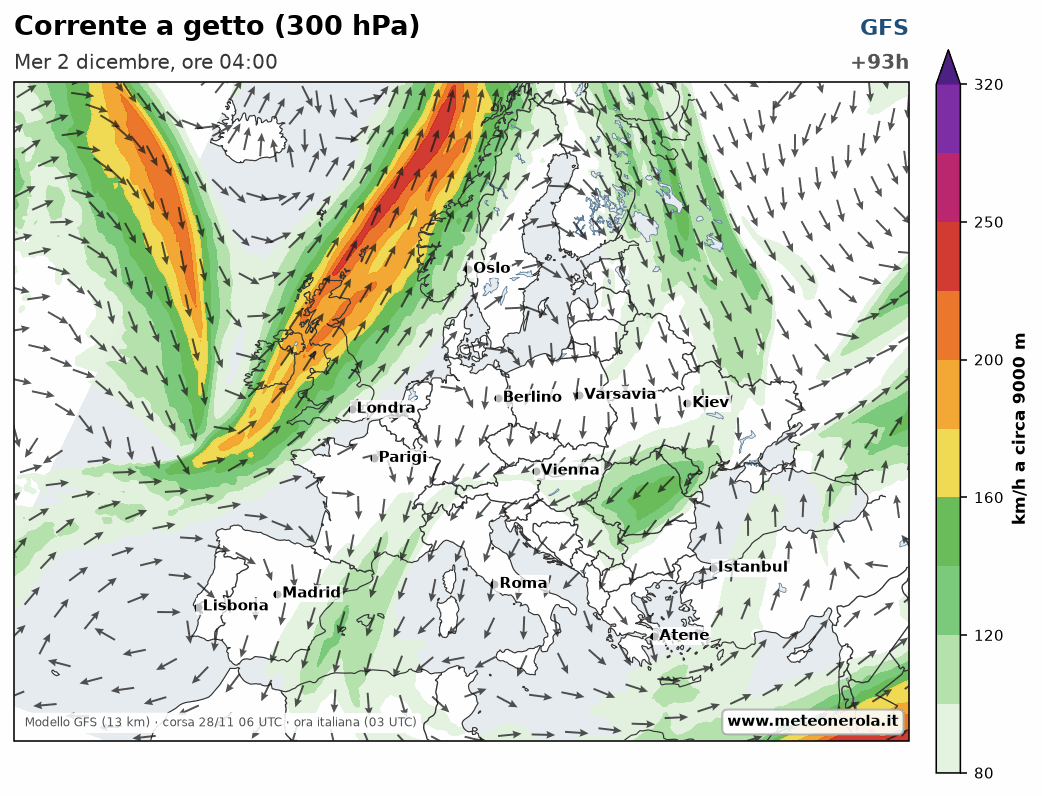 Corrente a getto (300 hPa)
GFS
Mer 2 dicembre, ore 04:00
+93h
320
250
200
160
120
80
km/h a circa 9000 m
Oslo
Londra
Berlino
Varsavia
Kiev
Parigi
Vienna
Istanbul
Roma
Madrid
Lisbona
Atene
Modello GFS (13 km) · corsa 28/11 06 UTC · ora italiana (03 UTC)
www.meteonerola.it